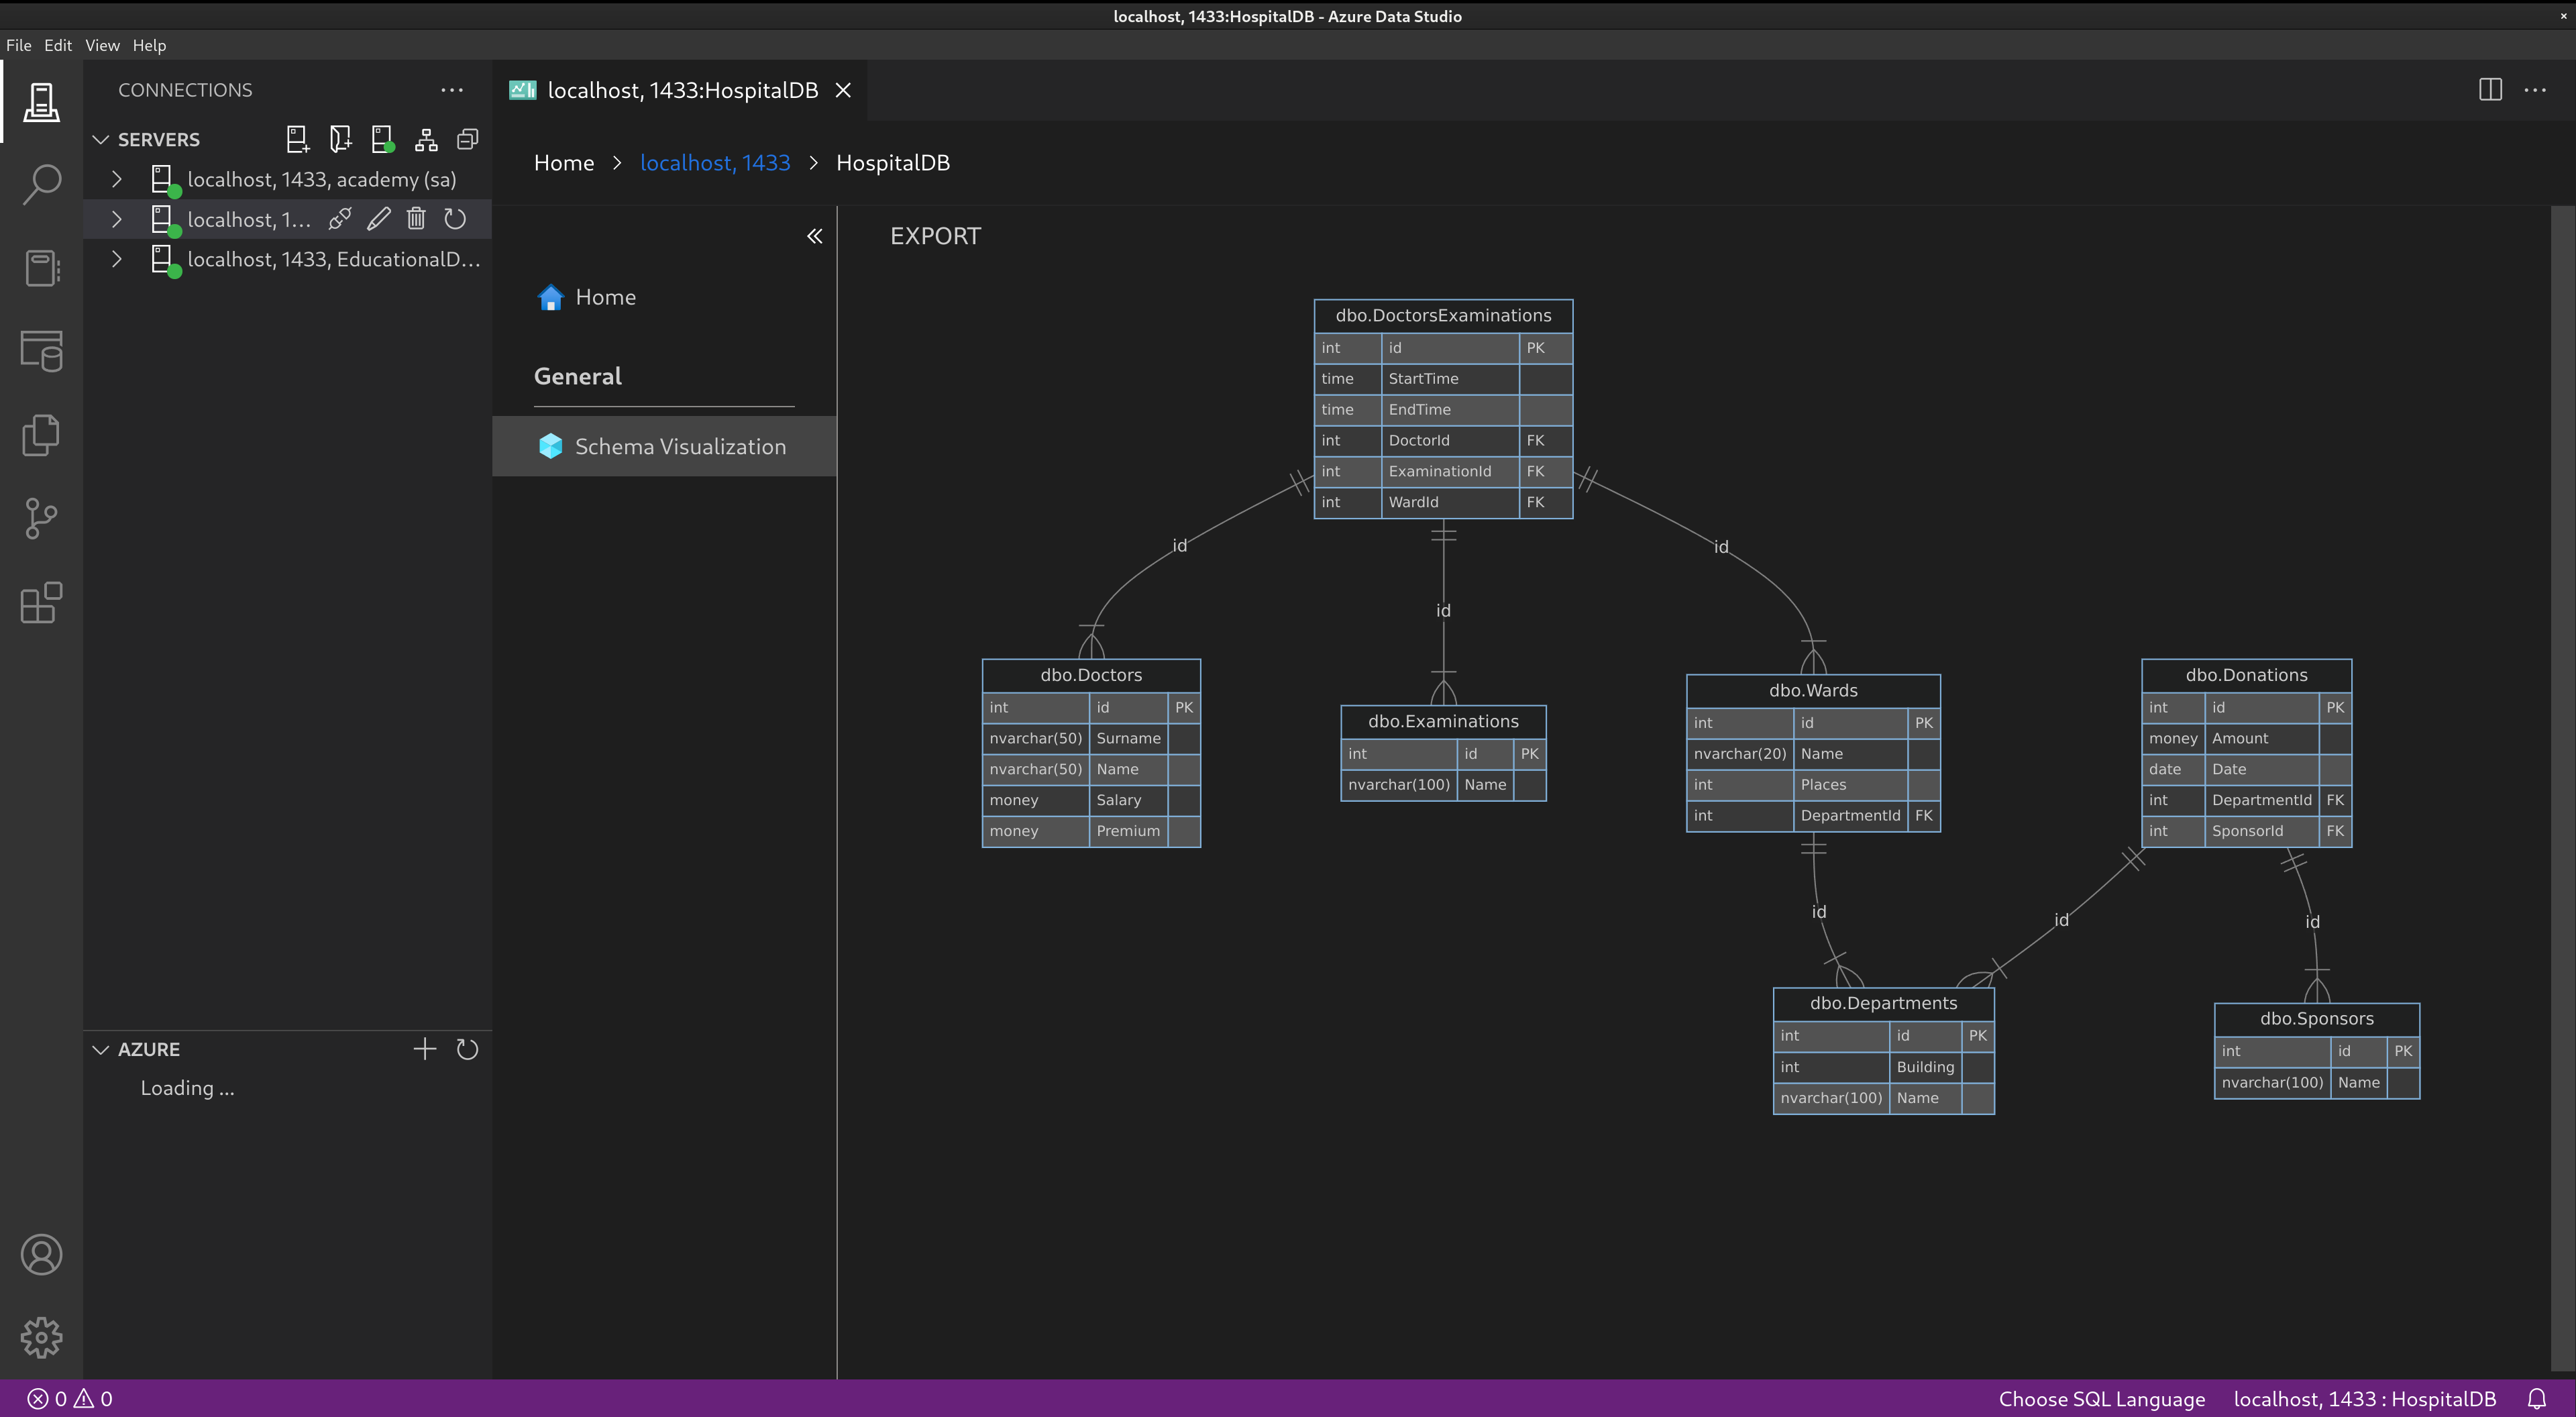 localhost, 1433:HospitalDB - Azure Data Studio
File Edit View Help
CONNECTIONS
SERVERS
localhost, 1433, academy (sa)
localhost, 1...
localhost, 1433, EducationalD...
AZURE
Loading ...
localhost, 1433:HospitalDB
Home > localhost, 1433 > HospitalDB
Home
General
Schema Visualization
EXPORT
dbo.DoctorsExaminations
int id PK
time StartTime
time EndTime
int DoctorId FK
int ExaminationId FK
int WardId FK
id
id
id
dbo.Doctors
int id PK
nvarchar(50) Surname
nvarchar(50) Name
money Salary
money Premium
dbo.Examinations
int id PK
nvarchar(100) Name
dbo.Wards
int id PK
nvarchar(20) Name
int Places
int DepartmentId FK
dbo.Donations
int id PK
money Amount
date Date
int DepartmentId FK
int SponsorId FK
id
id
id
dbo.Departments
int id PK
int Building
nvarchar(100) Name
dbo.Sponsors
int id PK
nvarchar(100) Name
0 0
Choose SQL Language
localhost, 1433 : HospitalDB